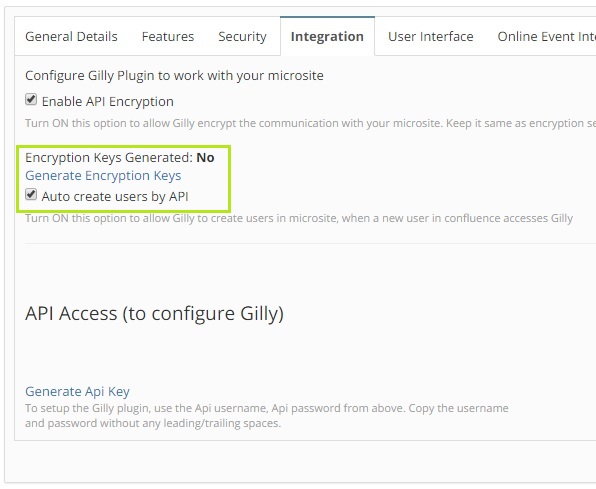 General Details Features Security Integration User Interface Online Event
Configure Gilly Plugin to work with your microsite
Enable API Encryption
Turn ON this option to allow Gilly encrypt the communication with your microsite. Keep it same as encryption
Encryption Keys Generated: No
Generate Encryption Keys
Auto create users by API
Turn ON this option to allow Gilly to create users in microsite, when a new user in confluence accesses Gilly
API Access (to configure Gilly)
Generate Api Key
To setup the Gilly plugin, use the Api username, Api password from above. Copy the username
and password without any leading/trailing spaces.